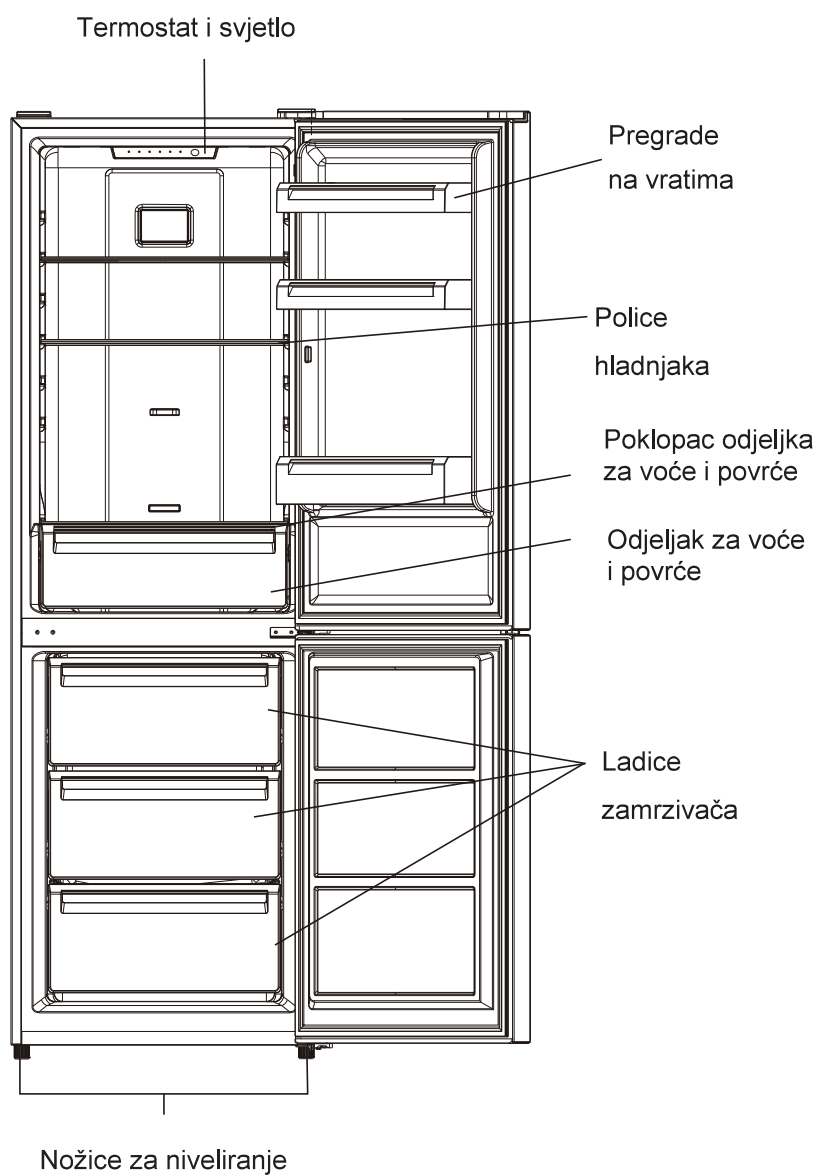 Termostat i svjetlo
Pregrade
na vratima
Police
hladnjaka
Poklopac odjeljka
za voće i povrće
Odjeljak za voće
i povrće
Ladice
zamrzivača
Nožice za niveliranje